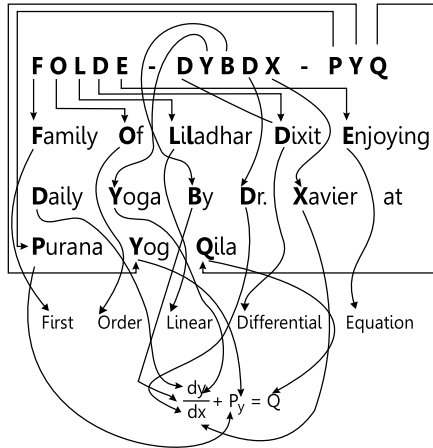 FOLDE - DYBDX - PYQ
Family Of Liladhar Dixit Enjoying
Daily Yoga By Dr. Xavier at
Purana Yog Qila
First Order Linear Differential Equation
dy
dx + Py = Q